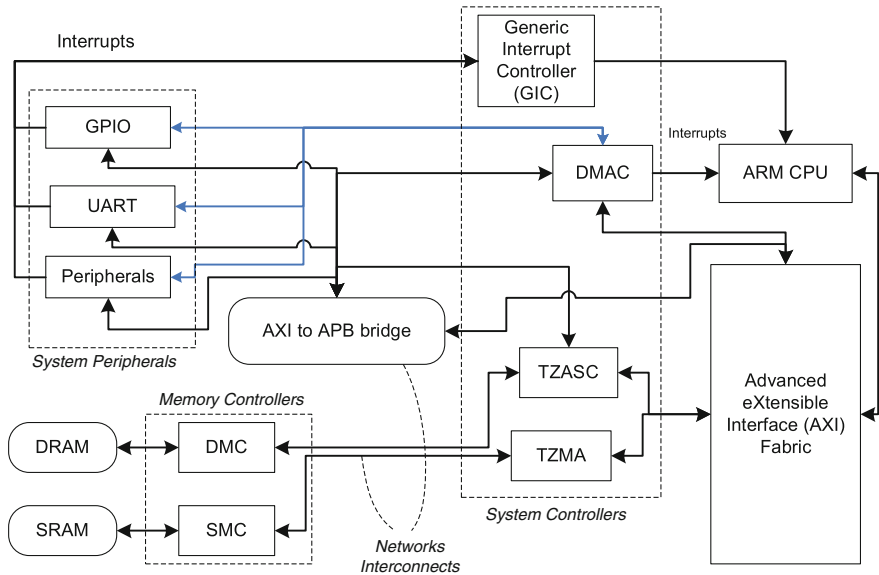 Interrupts
Generic
Interrupt
Controller
(GIC)
GPIO
Interrupts
DMAC
ARM CPU
UART
Peripherals
AXI to APB bridge
System Peripherals
TZASC
Advanced
eXtensible
Interface (AXI)
Fabric
Memory Controllers
DRAM
DMC
TZMA
SRAM
SMC
System Controllers
Networks
Interconnects